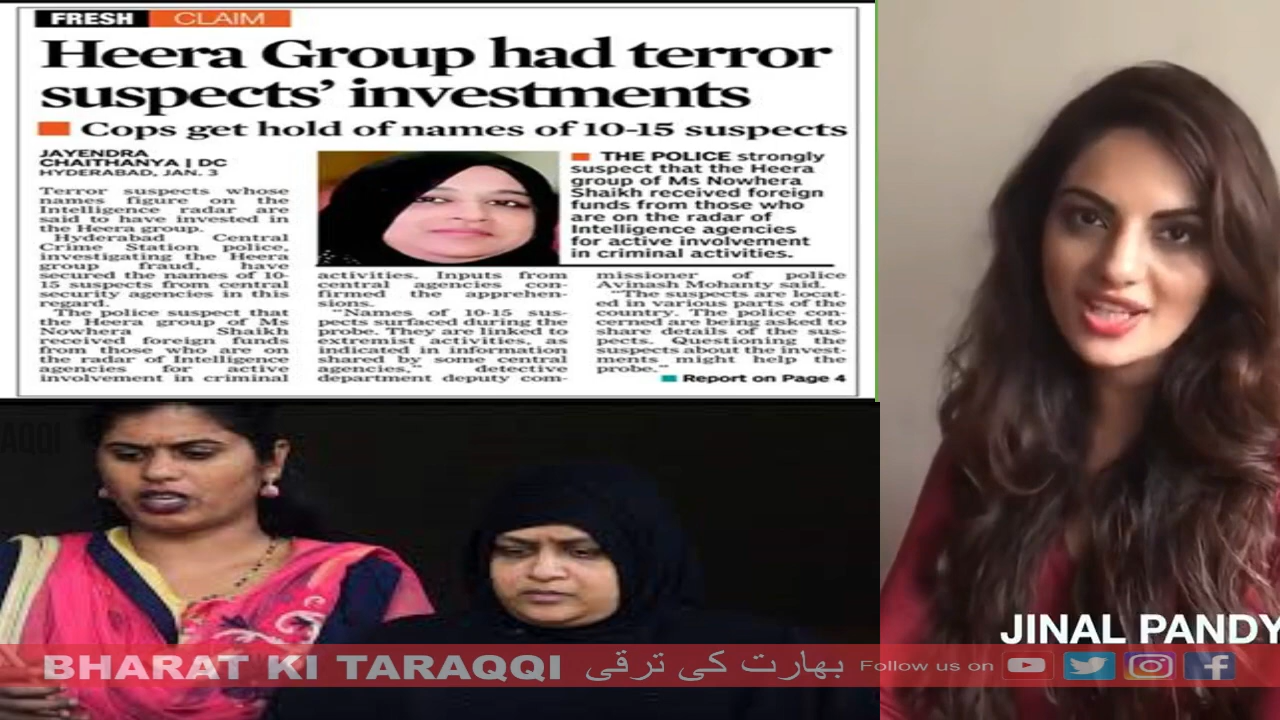 FRESH CLAIM
Heera Group had terror
suspects' investments
Cops get hold of names of 10-15 suspects
JAYENDRA
CHAITHANYA | DC
HYDERABAD, JAN. 3
Terror suspects whose
names figure on the
Intelligence radar are
said to have invested in
the Heera group.
Hyderabad Central
Crime Station police,
investigating the Heera
group fraud, have
secured the names of 10-
15 suspects from central
security agencies in this
regard.
The police suspect that
the Heera group of Ms
Nowhera Shaikh
received foreign funds
from those who are on
the radar of Intelligence
agencies for active
involvement in criminal
THE POLICE strongly
suspect that the Heera
group of Ms Nowhera
Shaikh received foreign
funds from those who
are on the radar of
Intelligence agencies
for active involvement
in criminal activities.
activities. Inputs from
central agencies con-
firmed the apprehen-
sions.
"Names of 10-15 sus-
pects surfaced during the
probe. They are linked to
extremist activities, as
indicated in information
shared by some central
agencies," detective
department deputy com-
missioner of police
Avinash Mohanty said.
"The suspects are locat-
ed in various parts of the
country. The police con-
cerned are being asked to
share details of the sus-
pects. Questioning the
suspects about the invest-
ments might help the
probe."
Report on Page 4
AQQI
JINAL PANDY
BHARAT KI TARAQQI بھارت کی ترقی Follow us on